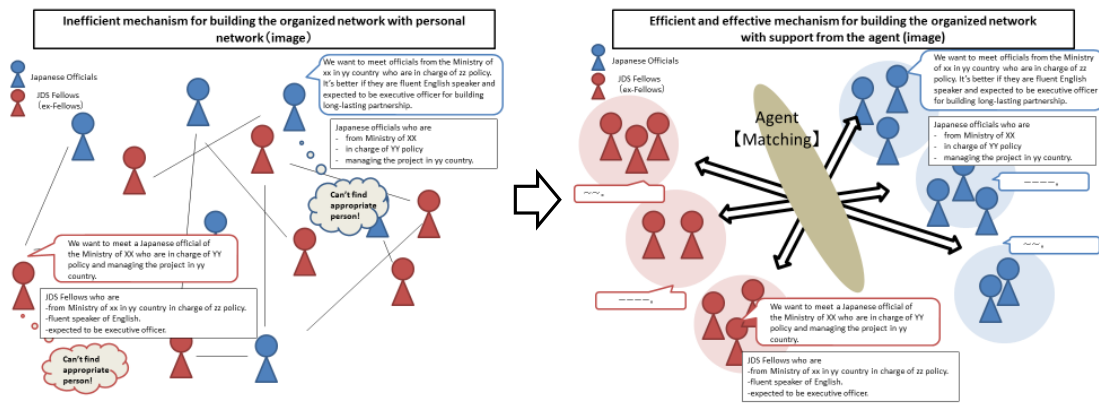 Inefficient mechanism for building the organized network with personal
network（image）
Japanese Officials
JDS Fellows
(ex-Fellows)
We want to meet officials from the Ministry
of xx in yy country who are in charge of zz
policy. It's better if they are fluent English
speaker and expected to be executive
officer for building long-lasting partnership.
Japanese officials who are
- from Ministry of XX
- in charge of YY policy
- managing the project in yy country.
Can't find
appropriate
person!
We want to meet a Japanese official of
the Ministry of XX who are in charge of YY
policy and managing the project in yy
country.
JDS Fellows who are
-from Ministry of xx in yy country in charge of zz policy.
-fluent speaker of English.
-expected to be executive officer.
Can't find
appropriate
person!
Efficient and effective mechanism for building the organized network
with support from the agent (image)
Japanese Officials
JDS Fellows
(ex-Fellows)
We want to meet officials from the Ministry
of xx in yy country who are in charge of zz
policy. It's better if they are fluent English
speaker and expected to be executive officer
for building long-lasting partnership.
Japanese officials who are
- from Ministry of XX
- in charge of YY policy
- managing the project in yy country.
Agent
【Matching】
~~.
————.
~~.
————.
We want to meet a Japanese official of
the Ministry of XX who are in charge of YY
policy and managing the project in yy
country.
JDS Fellows who are
-from Ministry of xx in yy country in charge of zz policy.
-fluent speaker of English.
-expected to be executive officer.